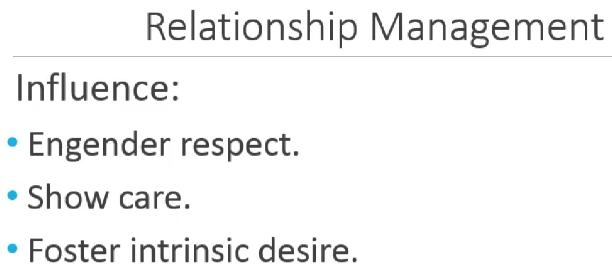 Relationship Management
Influence:
• Engender respect.
• Show care.
• Foster intrinsic desire.